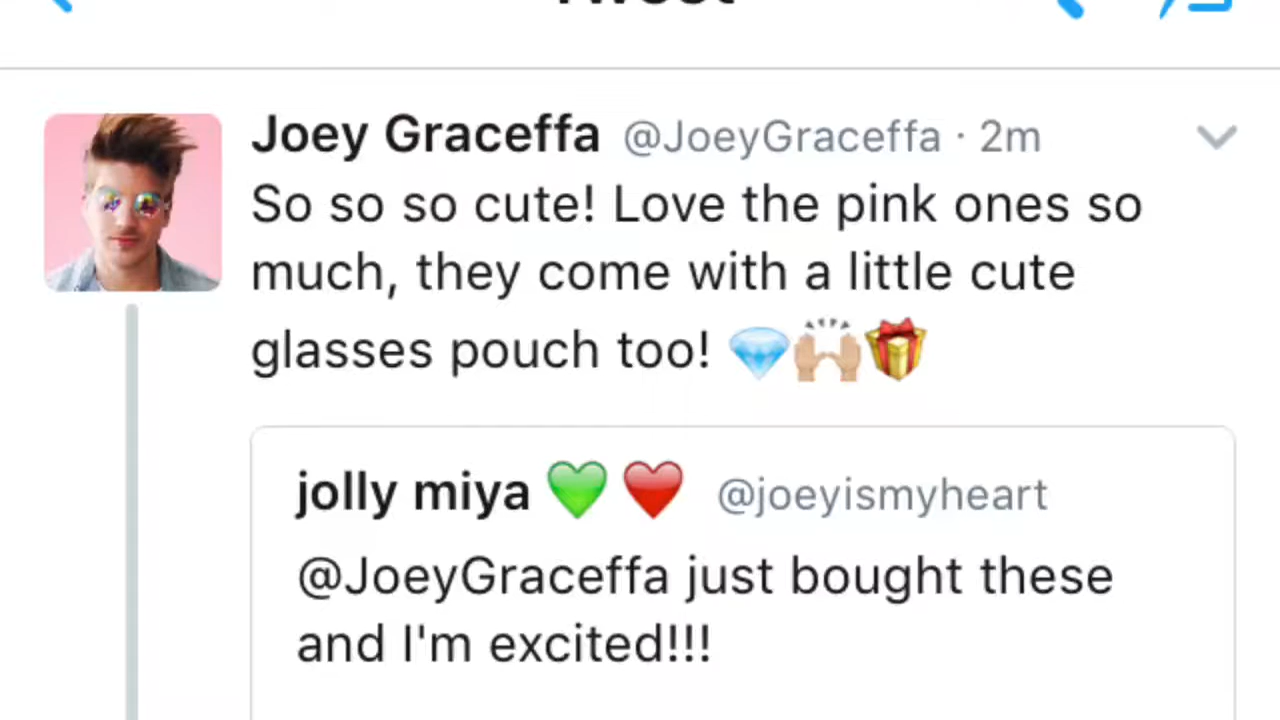 Tweet
Joey Graceffa @JoeyGraceffa · 2m
So so so cute! Love the pink ones so
much, they come with a little cute
glasses pouch too! 💎🙌🏼🎁
jolly miya 💚❤️ @joeyismyheart
@JoeyGraceffa just bought these
and I'm excited!!!